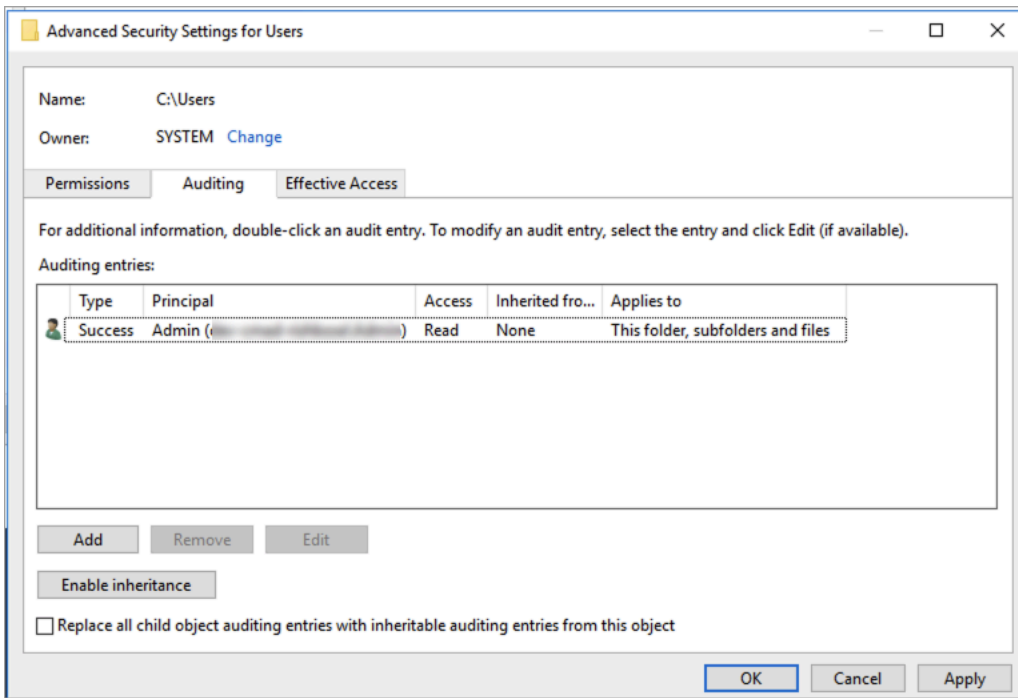 Advanced Security Settings for Users
Name: C:\Users
Owner: SYSTEM Change
Permissions Auditing Effective Access
For additional information, double-click an audit entry. To modify an audit entry, select the entry and click Edit (if available).
Auditing entries:
Type Principal Access Inherited fro... Applies to
Success Admin ( ) Read None This folder, subfolders and files
Add Remove Edit
Enable inheritance
Replace all child object auditing entries with inheritable auditing entries from this object
OK Cancel Apply